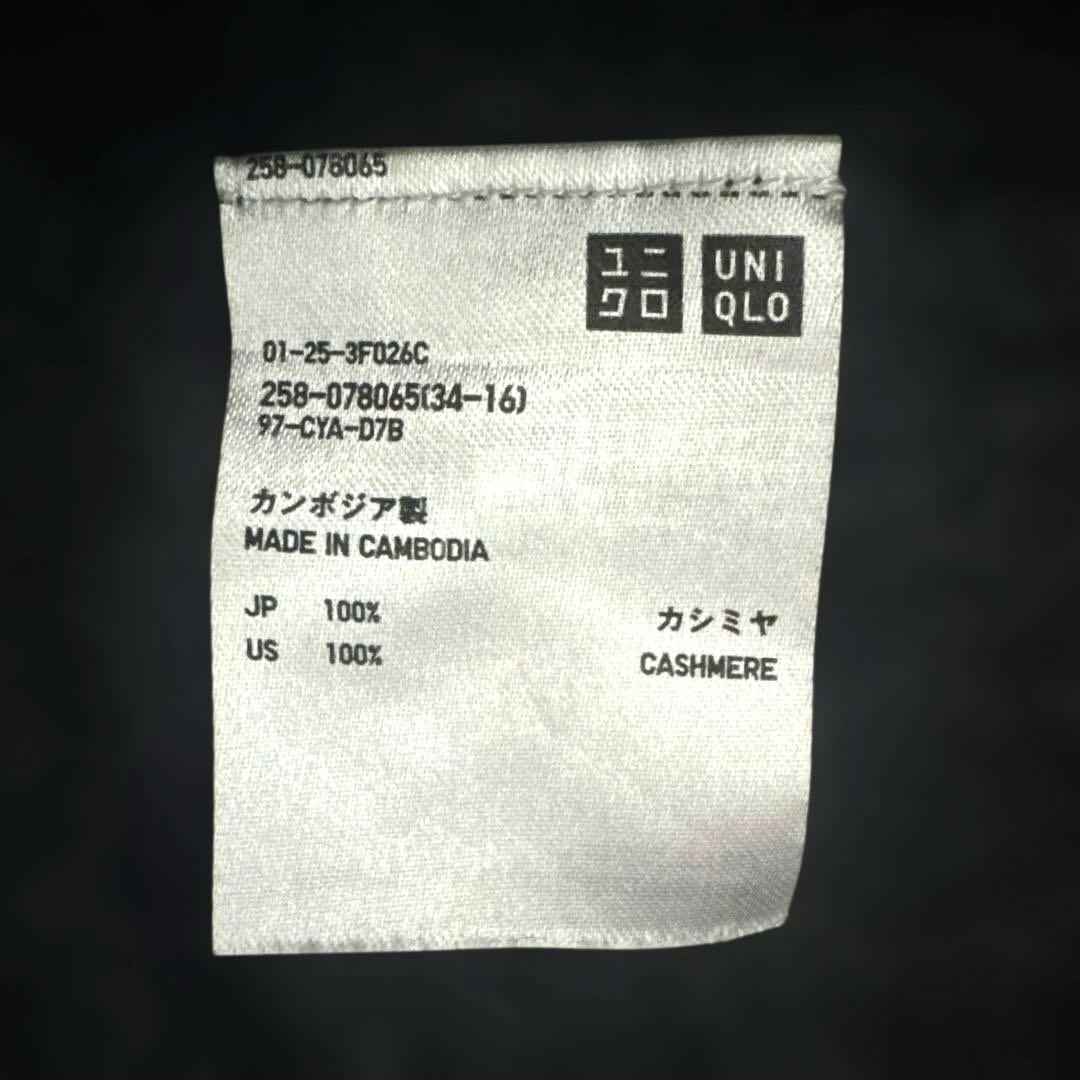 258-078065
ユニ
クロ
UNI
QLO
01-25-3F026C
258-078065(34-16)
97-CYA-D7B
カンボジア製
MADE IN CAMBODIA
JP 100% カシミヤ
US 100% CASHMERE